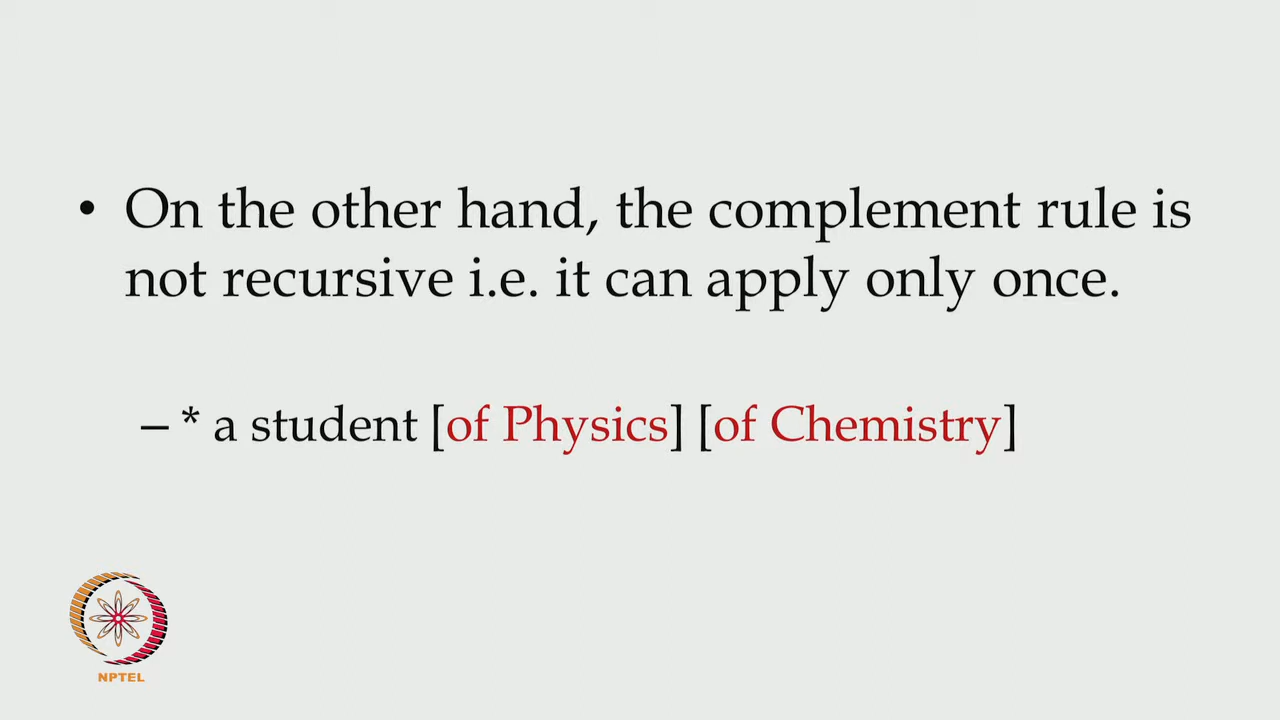 • On the other hand, the complement rule is
not recursive i.e. it can apply only once.
– * a student [of Physics] [of Chemistry]
NPTEL